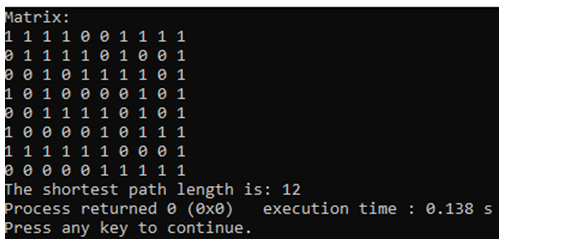 Matrix:
1 1 1 1 0 0 1 1 1 1
0 1 1 1 1 0 1 0 0 1
0 0 1 0 1 1 1 1 0 1
1 0 1 0 0 0 0 1 0 1
0 0 1 1 1 1 0 1 0 1
1 0 0 0 0 1 0 1 1 1
1 1 1 1 1 1 0 0 0 1
0 0 0 0 0 1 1 1 1 1
The shortest path length is: 12
Process returned 0 (0x0)   execution time : 0.138 s
Press any key to continue.